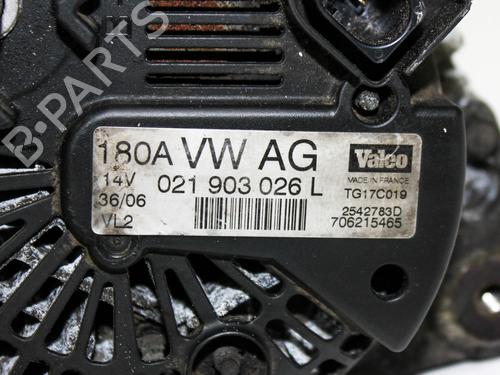 180A VW AG
Valeo
MADE IN FRANCE
14V
021 903 026 L
TG17C019
36/06
2542783D
VL2
706215465
B-PARTS